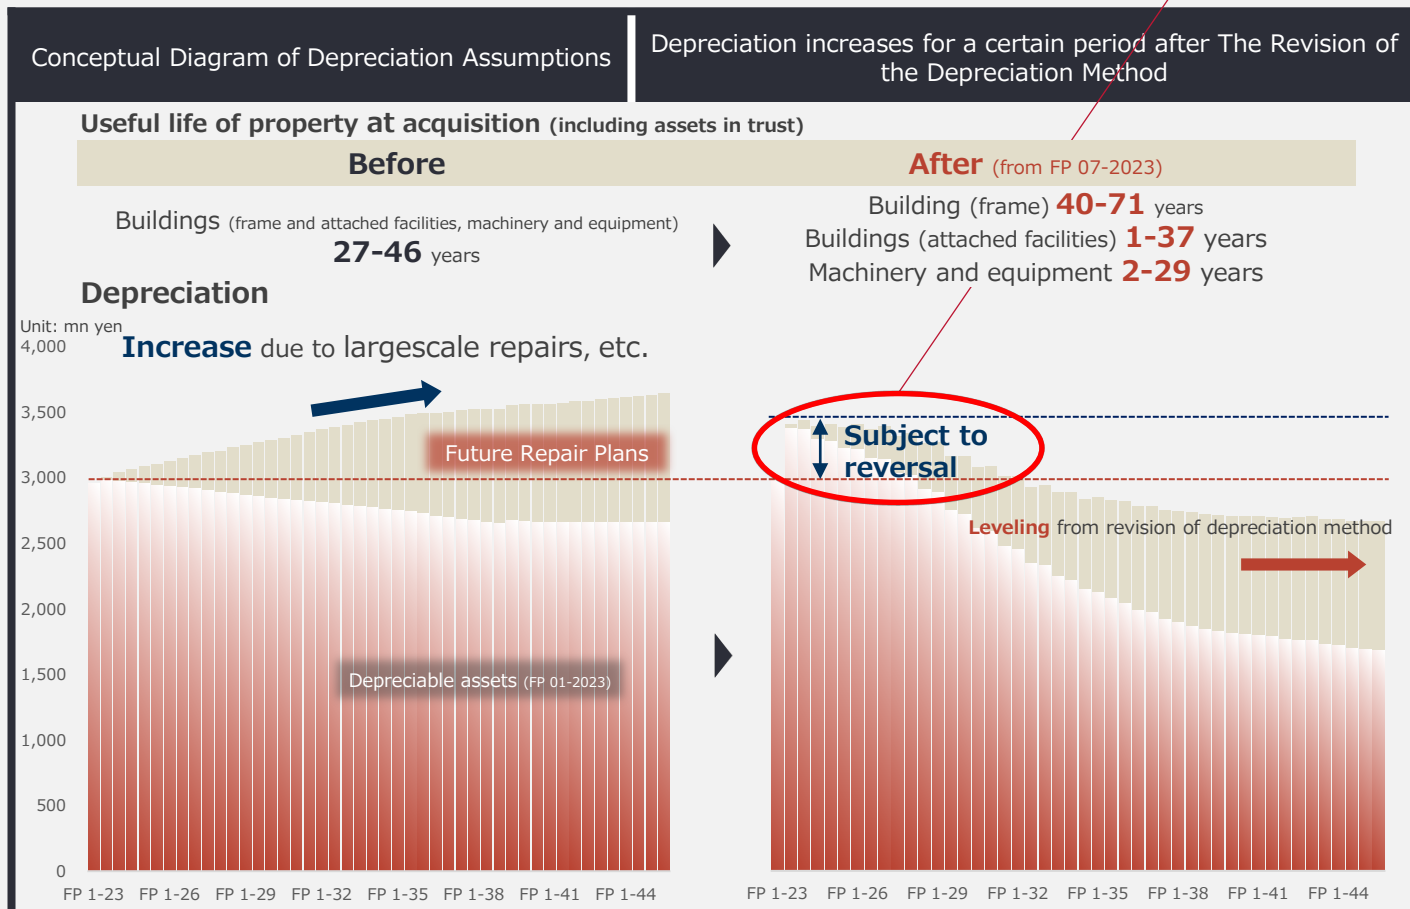 Conceptual Diagram of Depreciation Assumptions
Depreciation increases for a certain period after The Revision of
the Depreciation Method
Useful life of property at acquisition (including assets in trust)
Before
After (from FP 07-2023)
Buildings (frame and attached facilities, machinery and equipment)
27-46 years
Building (frame) 40-71 years
Buildings (attached facilities) 1-37 years
Machinery and equipment 2-29 years
Depreciation
Unit: mn yen
Increase due to largescale repairs, etc.
4,000
3,500
3,000
2,500
2,000
1,500
1,000
500
0
Future Repair Plans
Depreciable assets (FP 01-2023)
FP 1-23 FP 1-26 FP 1-29 FP 1-32 FP 1-35 FP 1-38 FP 1-41 FP 1-44
Subject to
reversal
Leveling from revision of depreciation method
FP 1-23 FP 1-26 FP 1-29 FP 1-32 FP 1-35 FP 1-38 FP 1-41 FP 1-44